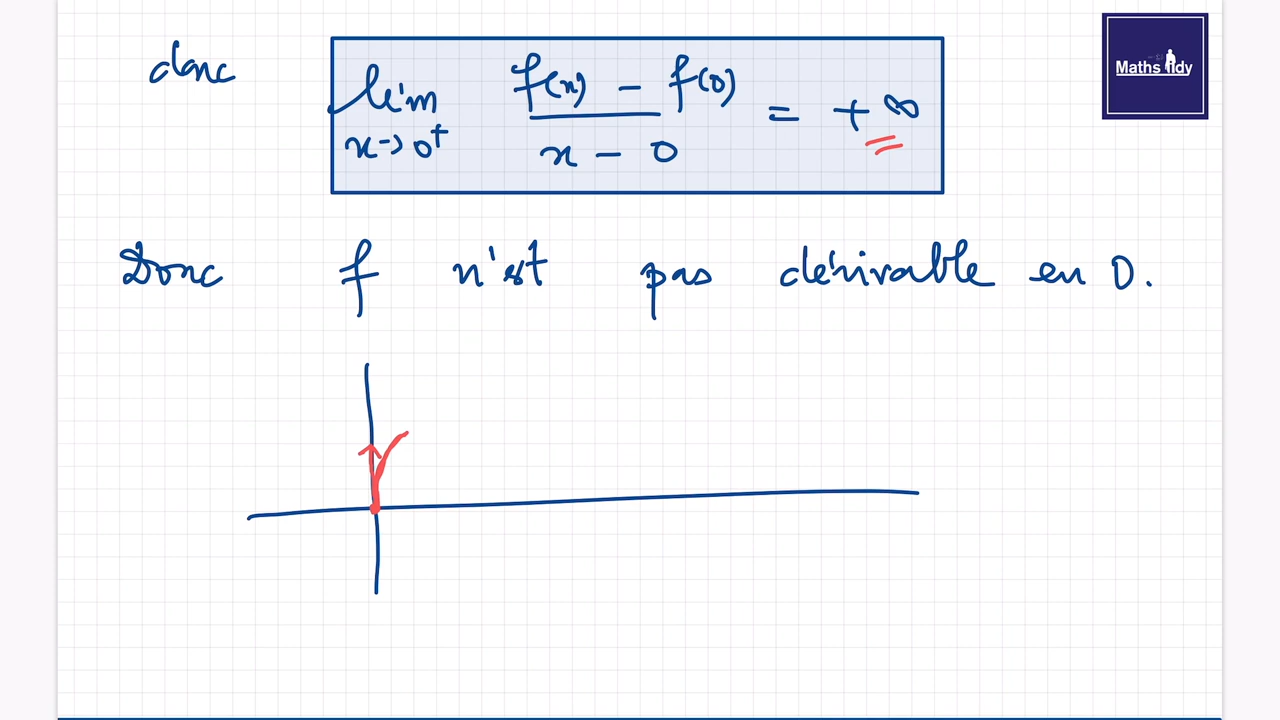 donc lim x→0⁺ (f(x) - f(0)) / (x - 0) = +∞
Maths Tidy
Donc f n'est pas dérivable en 0.